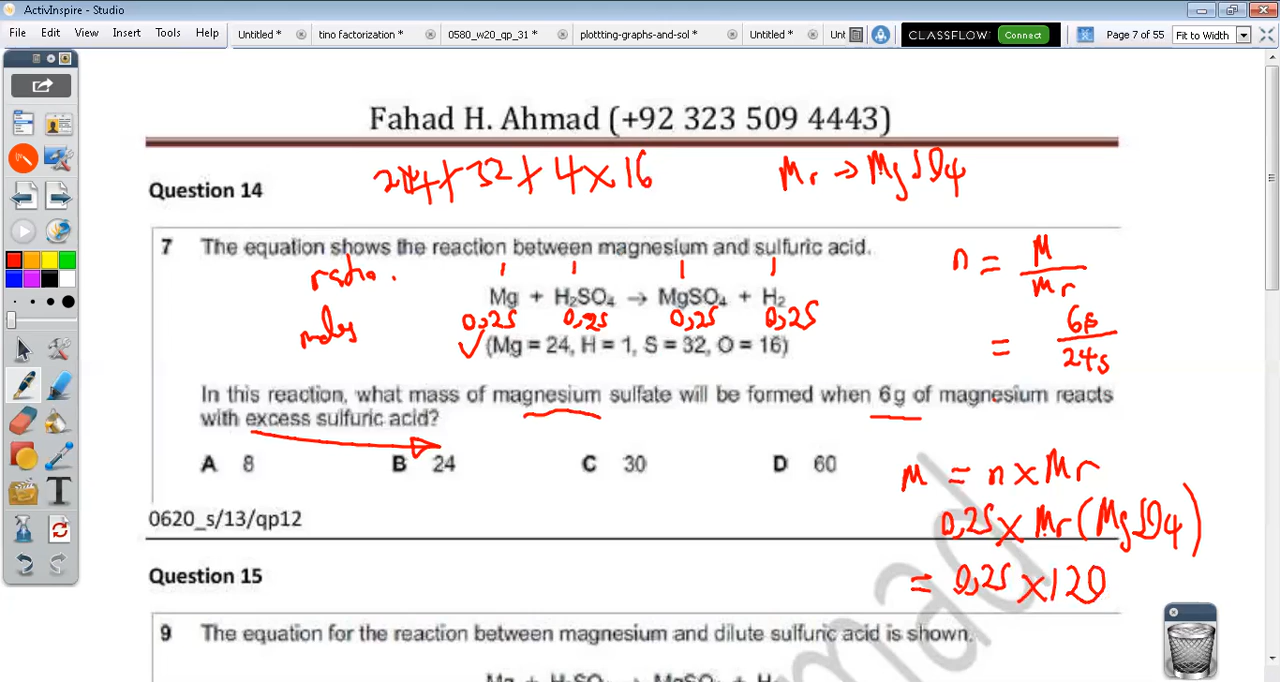 ActivInspire - Studio
File Edit View Insert Tools Help Untitled * tino factorization * 0580_w20_qp_31 * plottting-graphs-and-sol * Untitled * Unt CLASSFLOW Connect Page 7 of 55 Fit to Width
Fahad H. Ahmad (+92 323 509 4443)
+ 32 + 4 × 16 Mr → MgSO4
Question 14
7 The equation shows the reaction between magnesium and sulfuric acid.
ratio. 1 1 1 1
Mg + H₂SO₄ → MgSO₄ + H₂
moles 0,25 0,25 0,25 0,25
(Mg = 24, H = 1, S = 32, O = 16)
n = M / Mr
= 6g / 24g
In this reaction, what mass of magnesium sulfate will be formed when 6 g of magnesium reacts
with excess sulfuric acid?
A 8 B 24 C 30 D 60
M = n × Mr
0,25 × Mr (MgSO4)
= 0,25 × 120
0620_s/13/qp12
Question 15
9 The equation for the reaction between magnesium and dilute sulfuric acid is shown.
Mg + H₂SO₄ → MgSO₄ + H₂